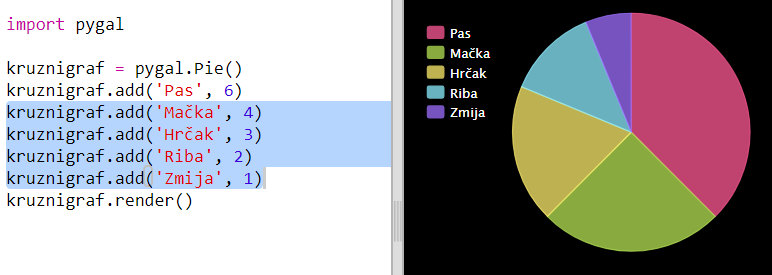 import pygal
kruznigraf = pygal.Pie()
kruznigraf.add('Pas', 6)
kruznigraf.add('Mačka', 4)
kruznigraf.add('Hrčak', 3)
kruznigraf.add('Riba', 2)
kruznigraf.add('Zmija', 1)
kruznigraf.render()
Pas
Mačka
Hrčak
Riba
Zmija